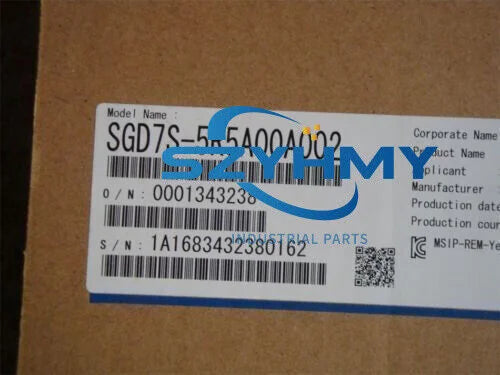 Model Name :
SGD7S-5R5A00A002
SZYHMY
INDUSTRIAL PARTS
O/N: 0001343238
S/N: 1A1683432380162
Corporate Name
Product Name
Applicant
Manufacturer
Production date
Production cour
MSIP-REM-Ye